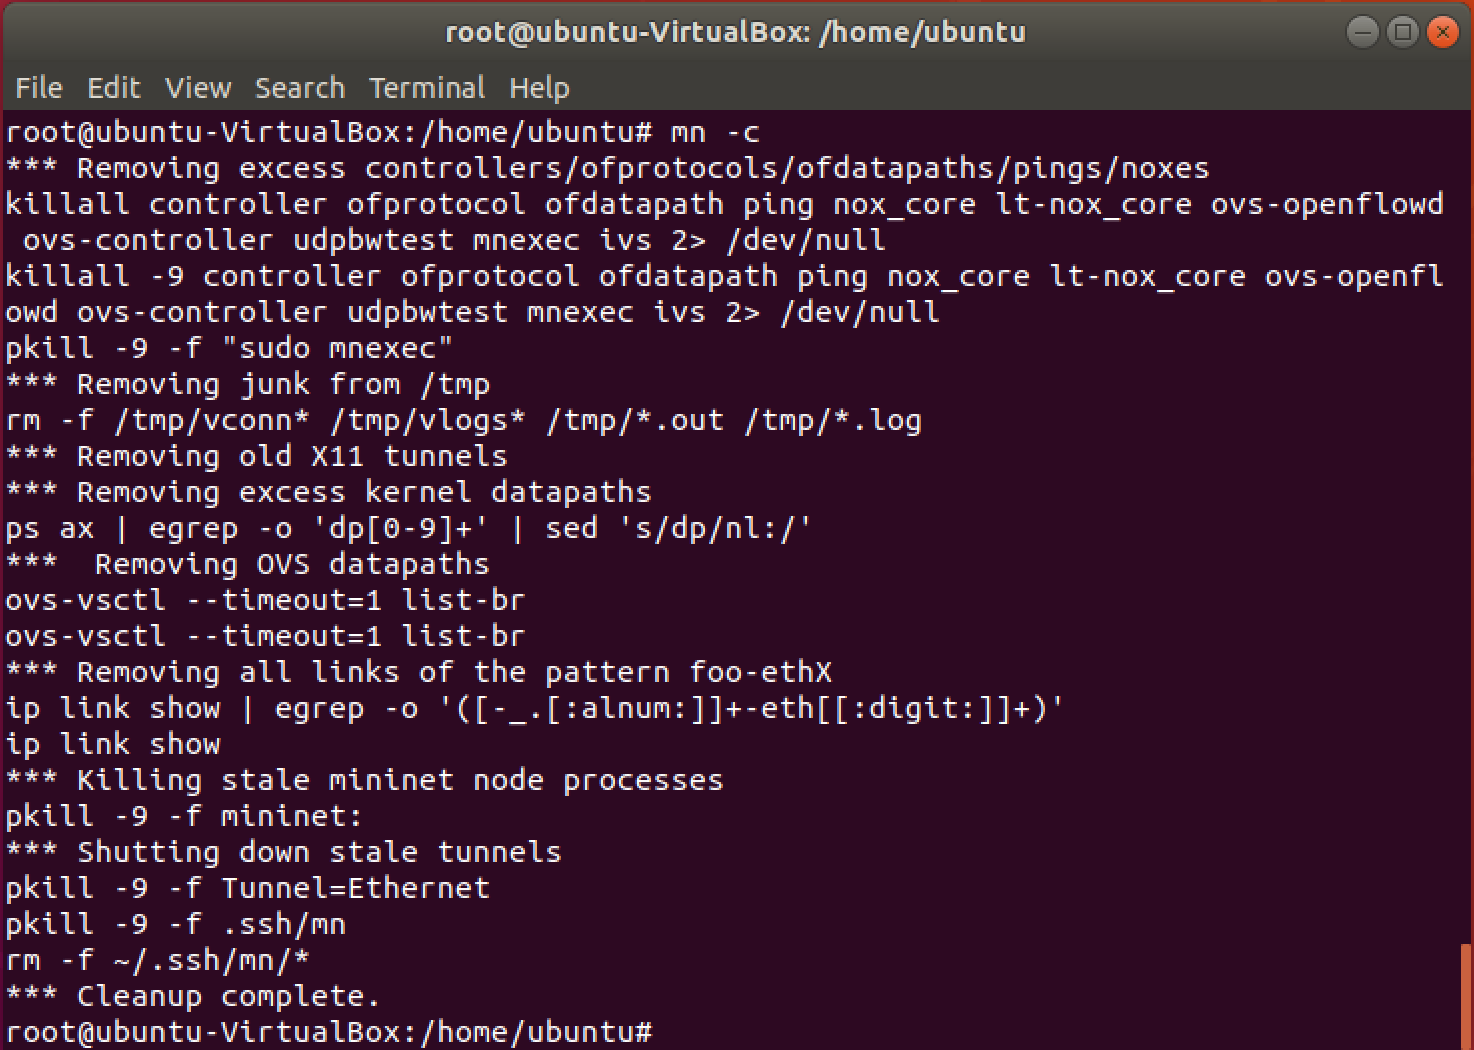 root@ubuntu-VirtualBox: /home/ubuntu
File Edit View Search Terminal Help
root@ubuntu-VirtualBox:/home/ubuntu# mn -c
*** Removing excess controllers/ofprotocols/ofdatapaths/pings/noxes
killall controller ofprotocol ofdatapath ping nox_core lt-nox_core ovs-openflowd
 ovs-controller udpbwtest mnexec ivs 2> /dev/null
killall -9 controller ofprotocol ofdatapath ping nox_core lt-nox_core ovs-openfl
owd ovs-controller udpbwtest mnexec ivs 2> /dev/null
pkill -9 -f "sudo mnexec"
*** Removing junk from /tmp
rm -f /tmp/vconn* /tmp/vlogs* /tmp/*.out /tmp/*.log
*** Removing old X11 tunnels
*** Removing excess kernel datapaths
ps ax | egrep -o 'dp[0-9]+' | sed 's/dp/nl:/'
***  Removing OVS datapaths
ovs-vsctl --timeout=1 list-br
ovs-vsctl --timeout=1 list-br
*** Removing all links of the pattern foo-ethX
ip link show | egrep -o '([-_.[:alnum:]]+-eth[[:digit:]]+)'
ip link show
*** Killing stale mininet node processes
pkill -9 -f mininet:
*** Shutting down stale tunnels
pkill -9 -f Tunnel=Ethernet
pkill -9 -f .ssh/mn
rm -f ~/.ssh/mn/*
*** Cleanup complete.
root@ubuntu-VirtualBox:/home/ubuntu#